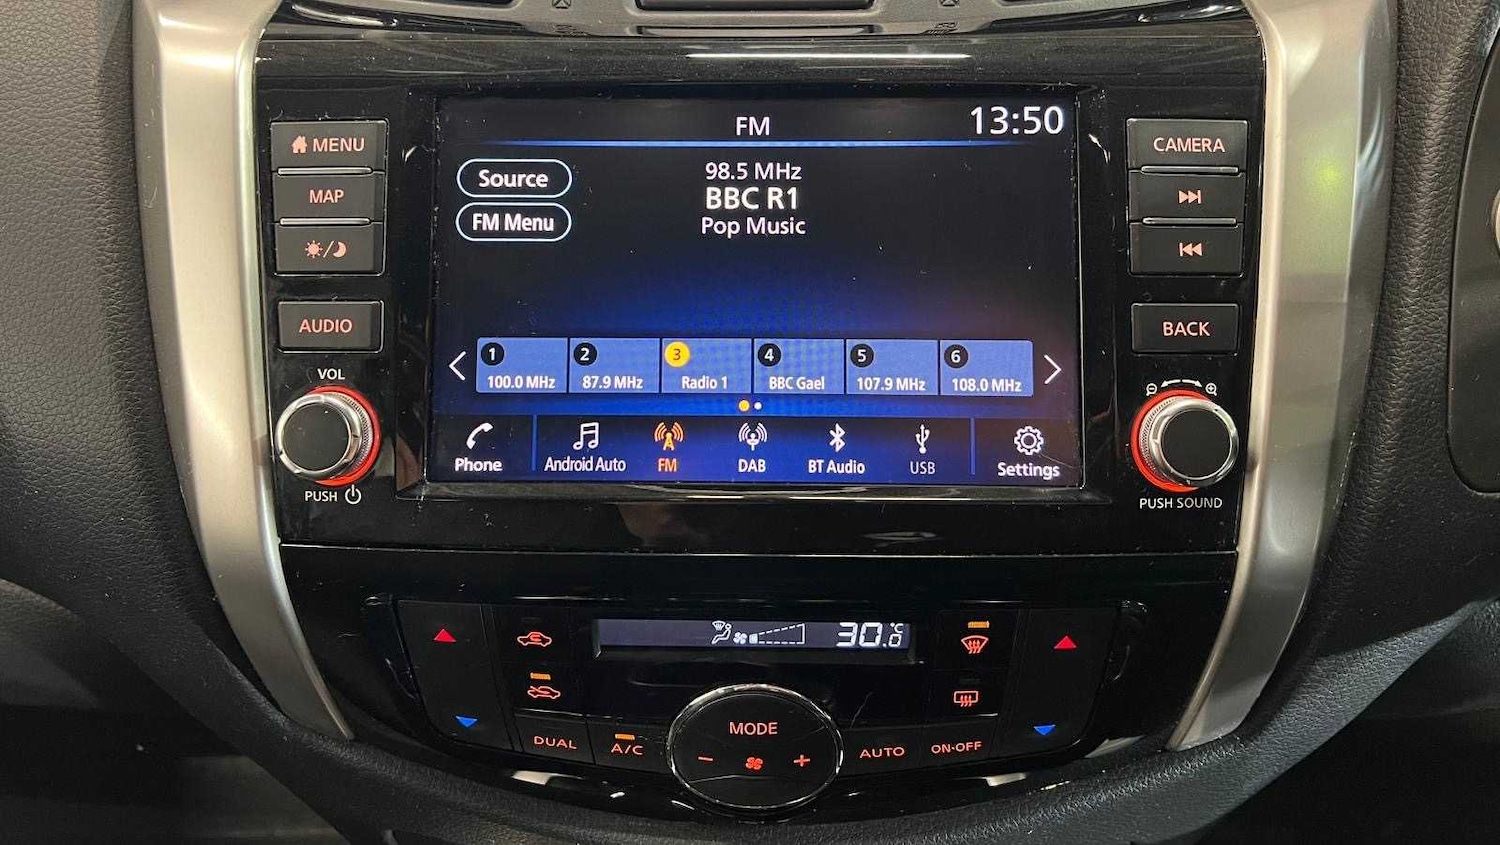 FM
13:50
Source
FM Menu
98.5 MHz
BBC R1
Pop Music
1
100.0 MHz
2
87.9 MHz
3
Radio 1
4
BBC Gael
5
107.9 MHz
6
108.0 MHz
Phone
Android Auto
FM
DAB
BT Audio
USB
Settings
MENU
MAP
AUDIO
VOL
PUSH
CAMERA
BACK
PUSH SOUND
30.0 °C
DUAL
A/C
MODE
- +
AUTO
ON·OFF